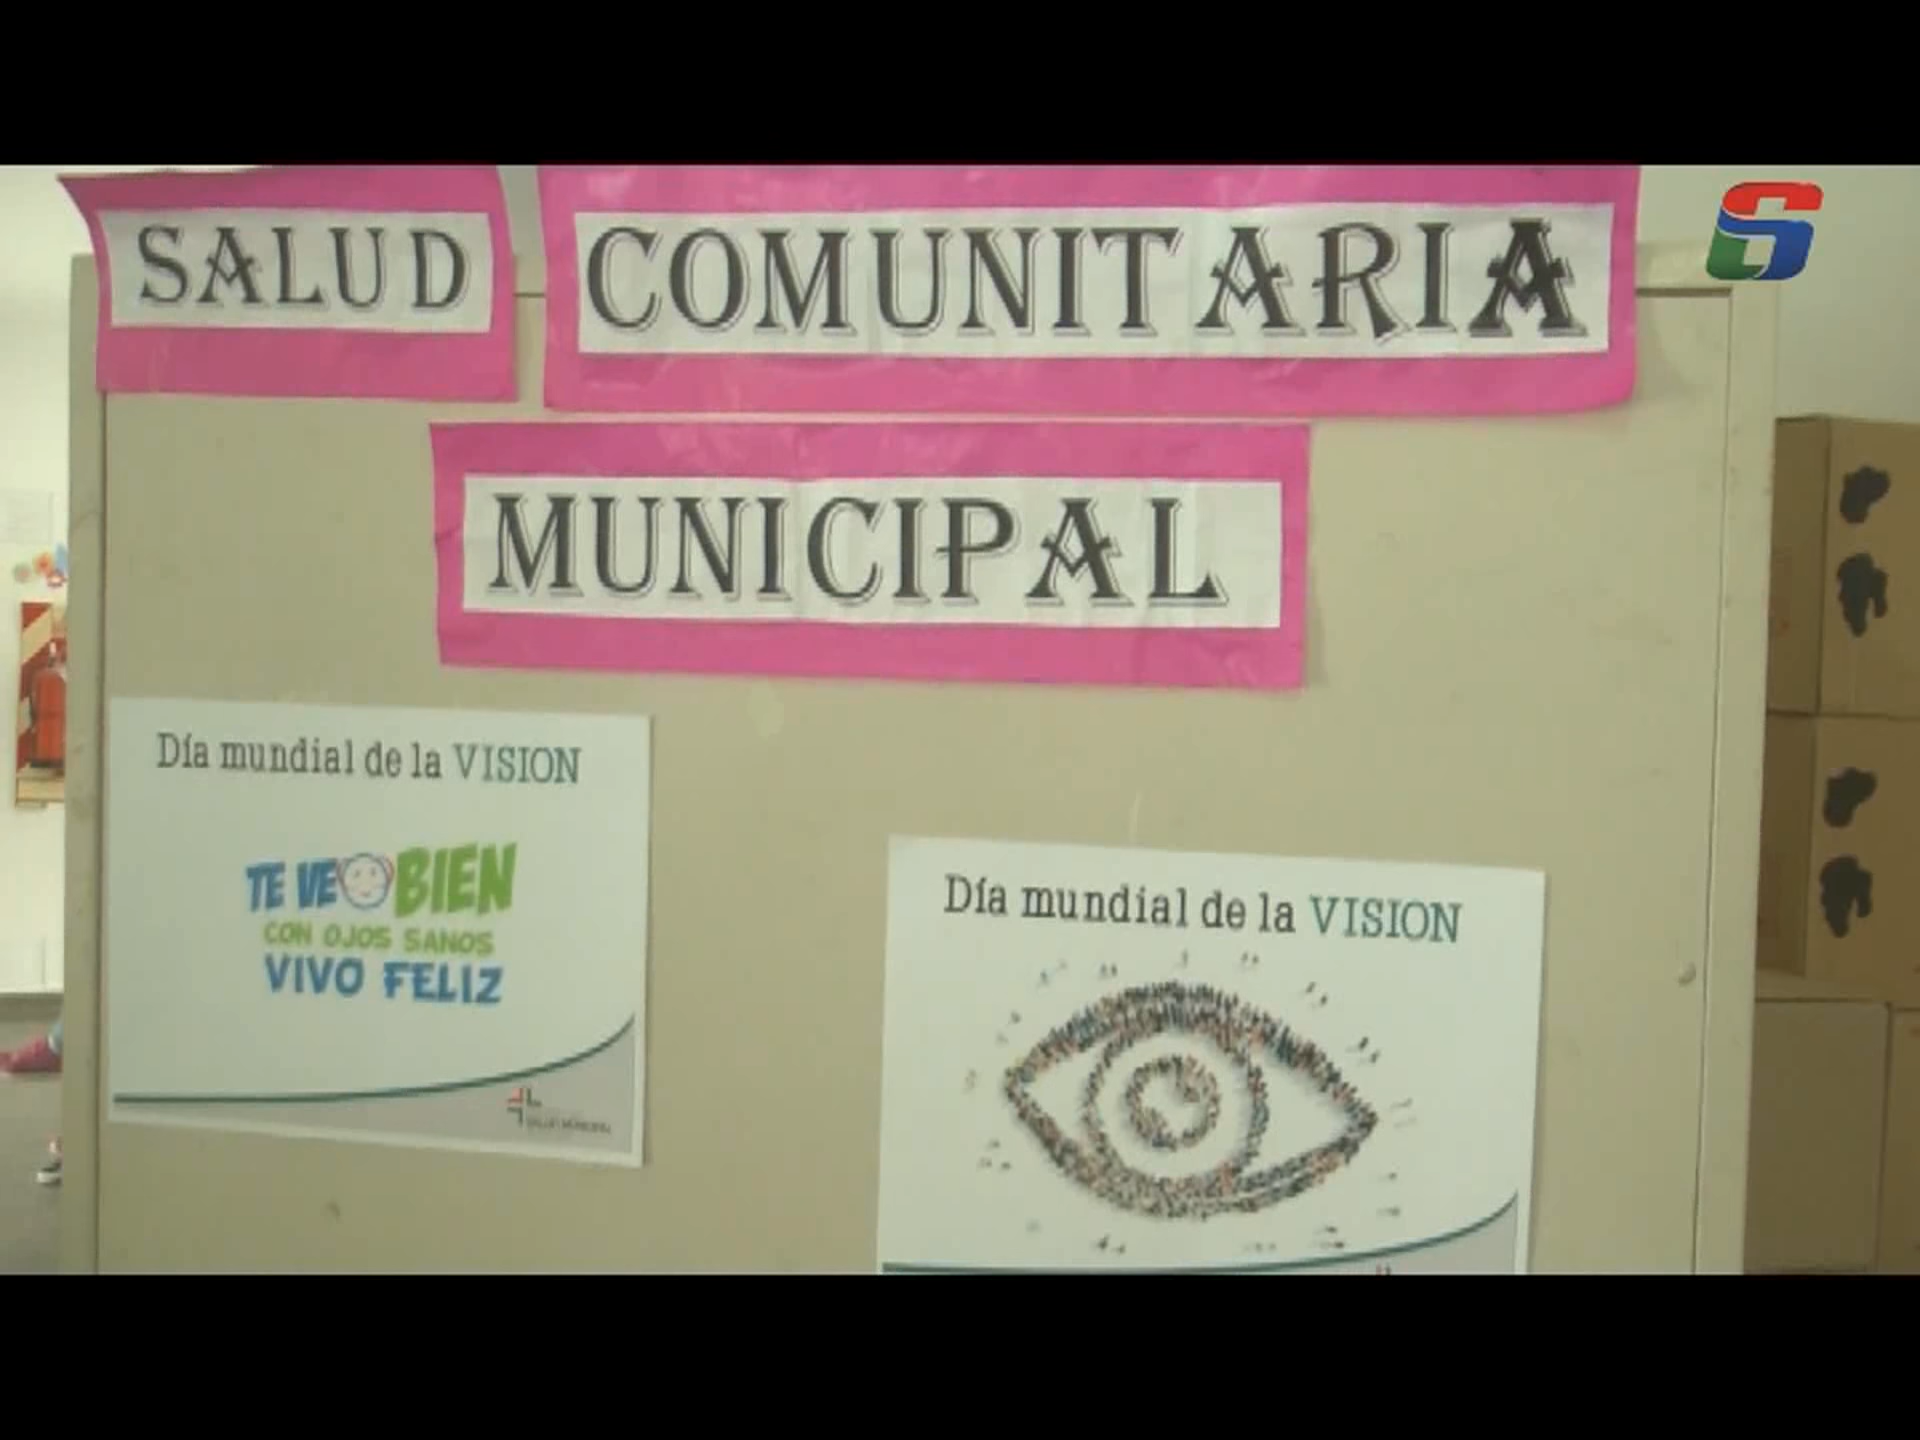 SALUD COMUNITARIA
MUNICIPAL
Día mundial de la VISION
TE VEO BIEN
CON OJOS SANOS
VIVO FELIZ
Día mundial de la VISION